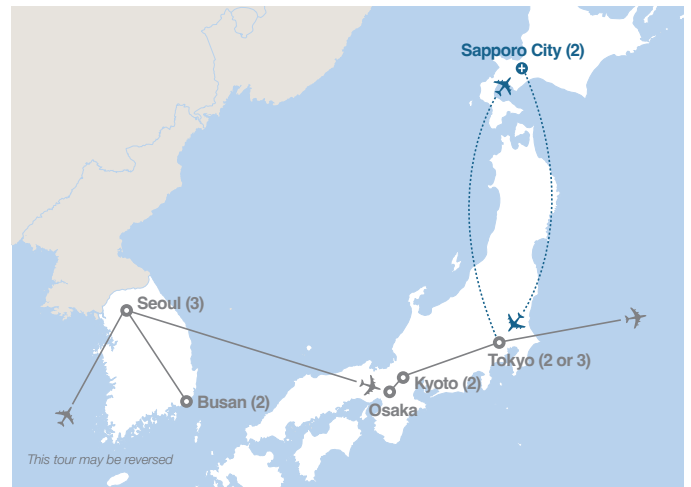 Sapporo City (2)
Seoul (3)
Tokyo (2 or 3)
Kyoto (2)
Busan (2)
Osaka
This tour may be reversed